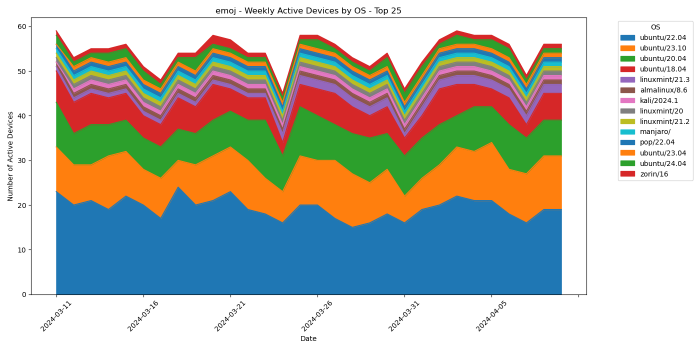 emoj - Weekly Active Devices by OS - Top 25
Number of Active Devices
60
50
40
30
20
10
0
2024-03-11
2024-03-16
2024-03-21
2024-03-26
2024-03-31
2024-04-05
Date
OS
ubuntu/22.04
ubuntu/23.10
ubuntu/20.04
ubuntu/18.04
linuxmint/21.3
almalinux/8.6
kali/2024.1
linuxmint/20
linuxmint/21.2
manjaro/
pop/22.04
ubuntu/23.04
ubuntu/24.04
zorin/16